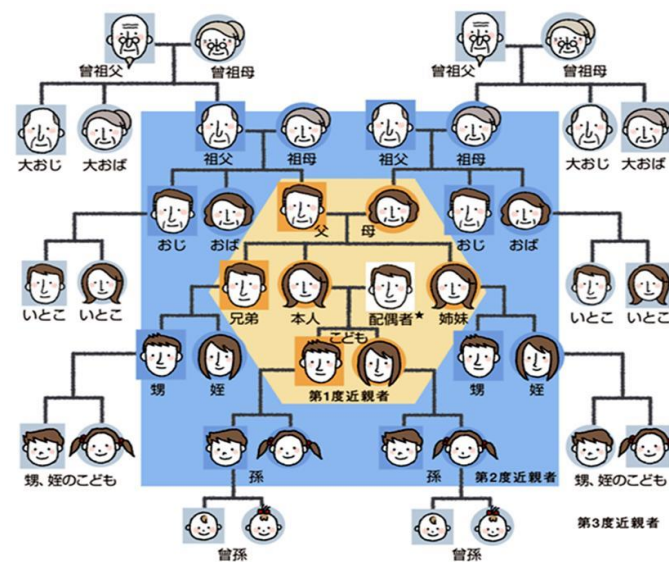 曾祖父
曾祖母
曾祖父
曾祖母
大おじ
大おば
祖父
祖母
祖父
祖母
大おじ
大おば
おじ
おば
父
母
おじ
おば
いとこ
いとこ
兄弟
本人
配偶者★
姉妹
いとこ
いとこ
こども
甥
姪
第1度近親者
甥
姪
甥、姪のこども
孫
孫
第2度近親者
甥、姪のこども
曾孫
曾孫
第3度近親者